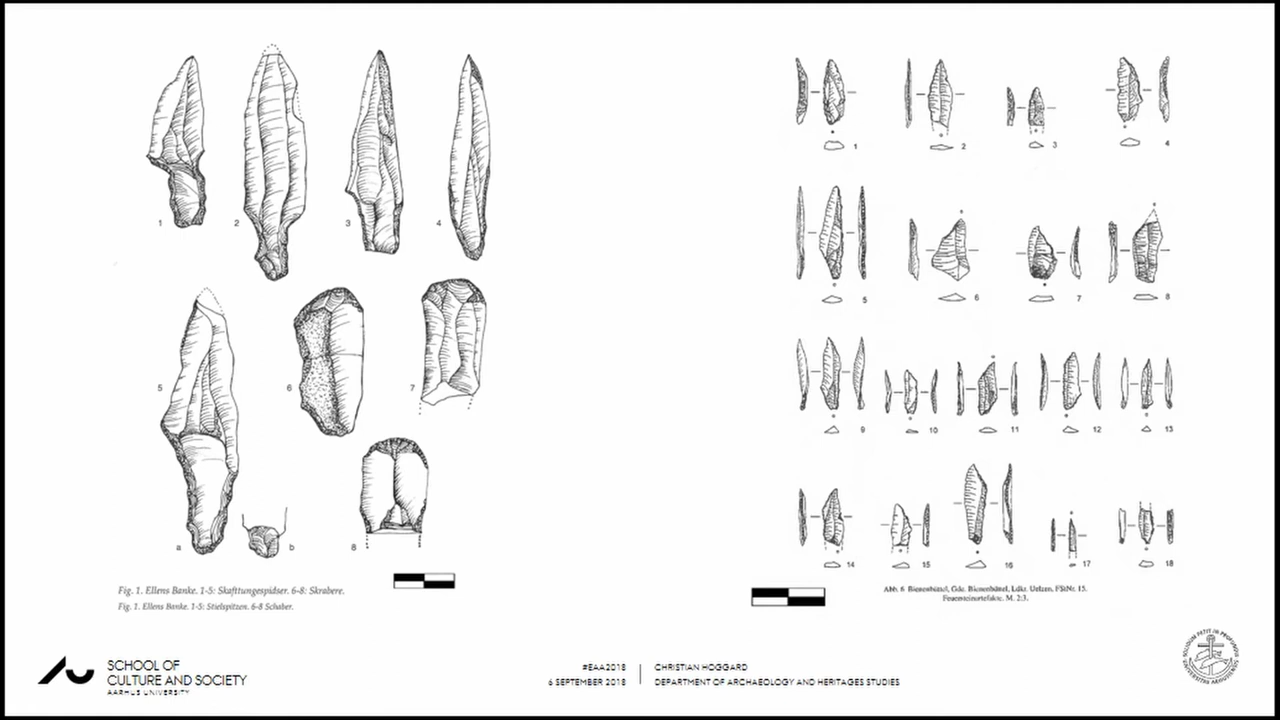 1
2
3
4
5
6
7
8
a
b
Fig. 1. Ellens Banke. 1-5: Skafttungespidser. 6-8: Skrabere.
Fig. 1. Ellens Banke. 1-5: Stielspitzen. 6-8 Schaber.
1
2
3
4
5
6
7
8
9
10
11
12
13
14
15
16
17
18
Abb. 6 Bienenbüttel, Gde. Bienenbüttel, Ldkr. Uelzen, FStNr. 15.
Feuersteinartefakte. M. 2:3.
SCHOOL OF
CULTURE AND SOCIETY
AARHUS UNIVERSITY
#EAA2018
6 SEPTEMBER 2018
CHRISTIAN HOGGARD
DEPARTMENT OF ARCHAEOLOGY AND HERITAGES STUDIES